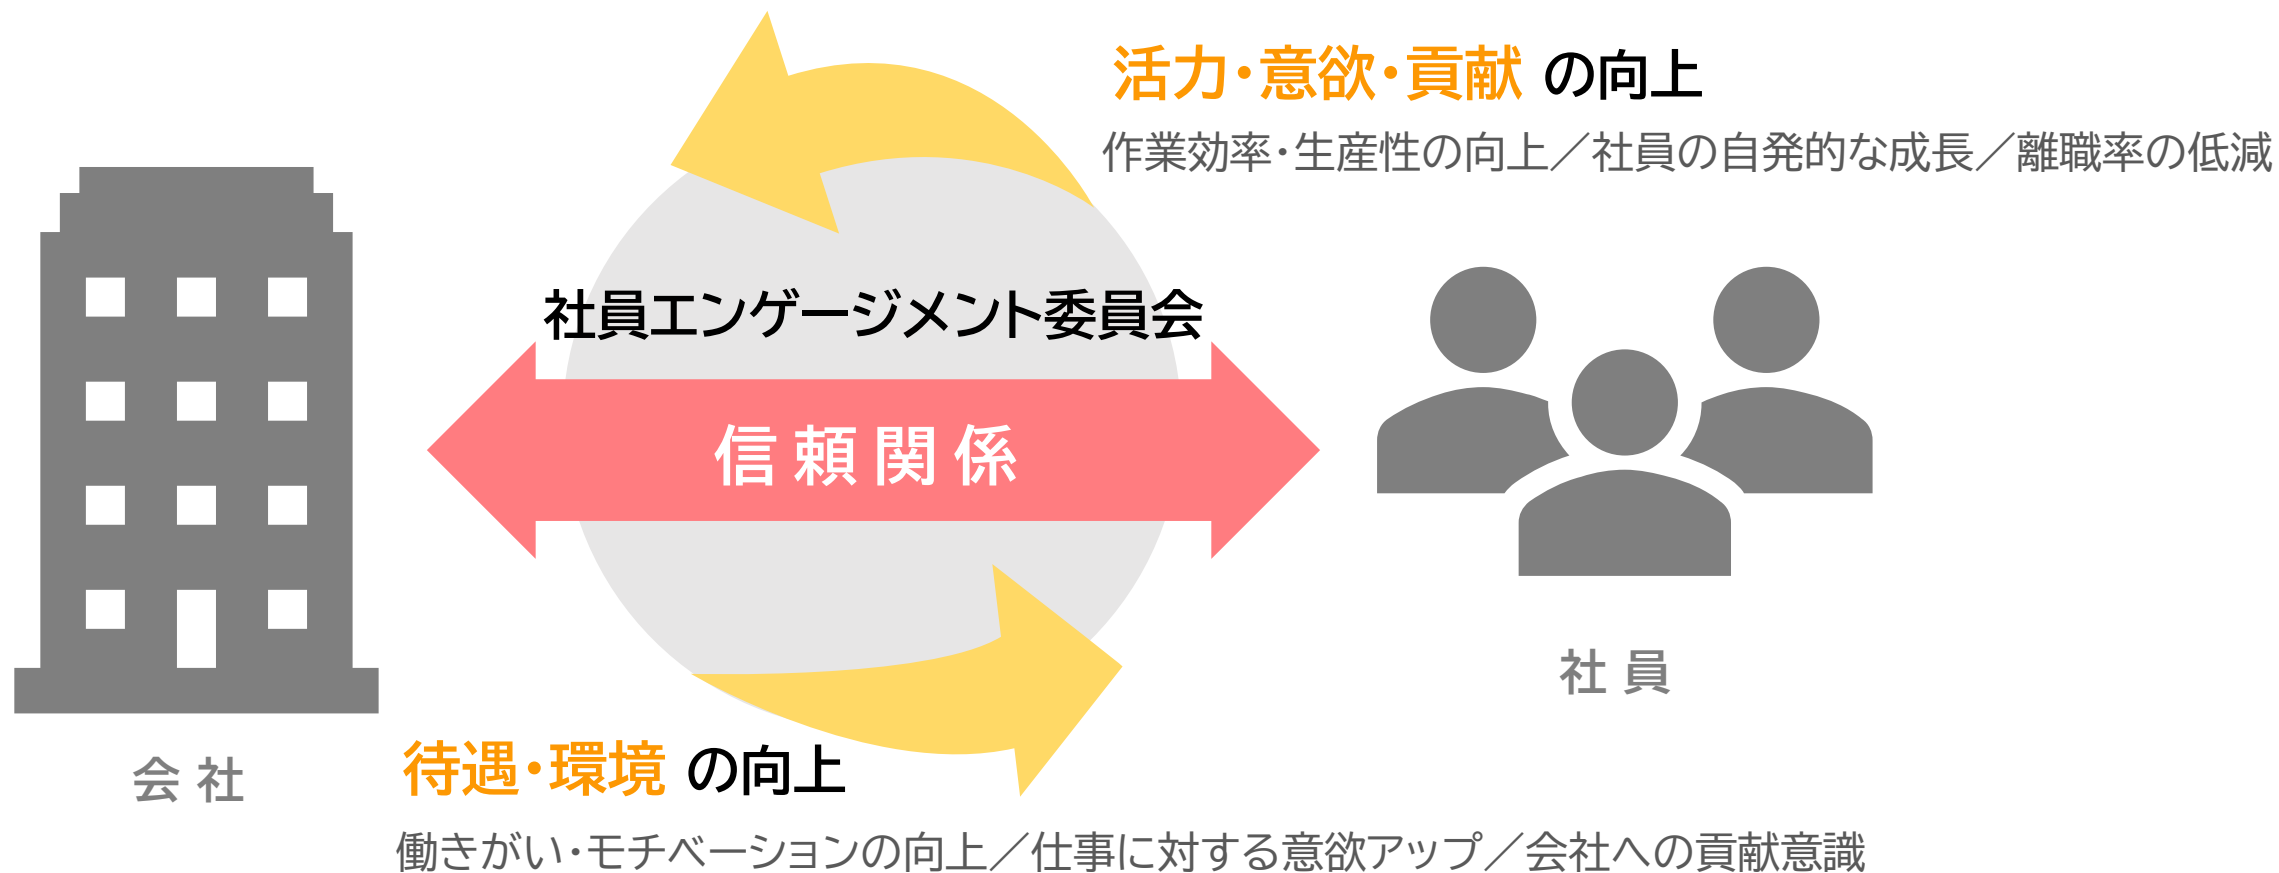 活力・意欲・貢献 の向上
作業効率・生産性の向上／社員の自発的な成長／離職率の低減
社員エンゲージメント委員会
信頼関係
社員
会社
待遇・環境 の向上
働きがい・モチベーションの向上／仕事に対する意欲アップ／会社への貢献意識